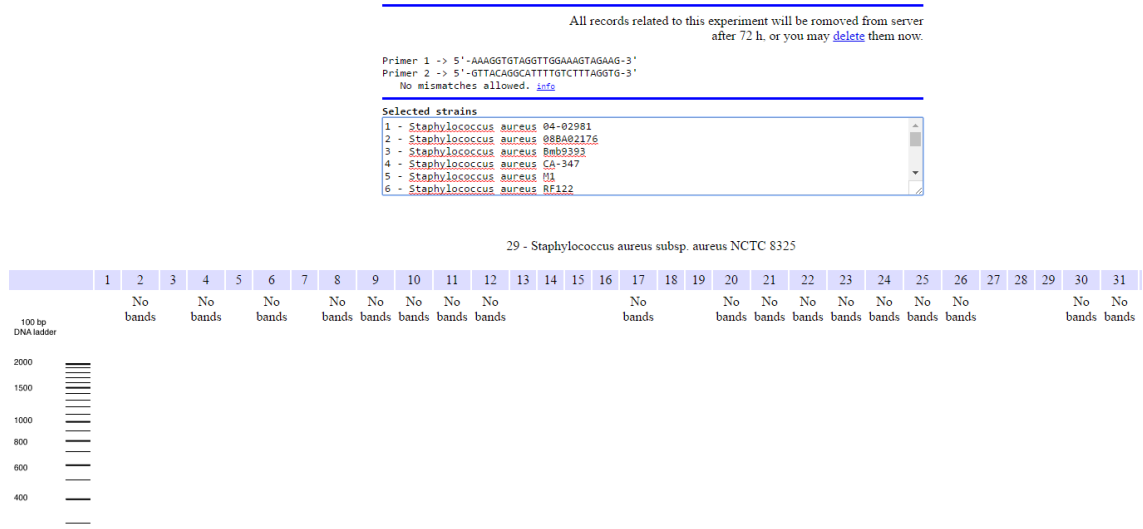 All records related to this experiment will be romoved from server
after 72 h, or you may delete them now.
Primer 1 -> 5'-AAAGGTGTAGGTTGGAAAGTAGAAG-3'
Primer 2 -> 5'-GTTACAGGCATTTTGTCTTTAGGTG-3'
No mismatches allowed. info
Selected strains
1 - Staphylococcus aureus 04-02981
2 - Staphylococcus aureus 08BA02176
3 - Staphylococcus aureus Bmb9393
4 - Staphylococcus aureus CA-347
5 - Staphylococcus aureus M1
6 - Staphylococcus aureus RF122
29 - Staphylococcus aureus subsp. aureus NCTC 8325
1 2 3 4 5 6 7 8 9 10 11 12 13 14 15 16 17 18 19 20 21 22 23 24 25 26 27 28 29 30 31
No No No No No No No No No No No No No No No No No No
bands bands bands bands bands bands bands bands bands bands bands bands bands bands bands bands bands bands
100 bp
DNA ladder
2000
1500
1000
800
600
400